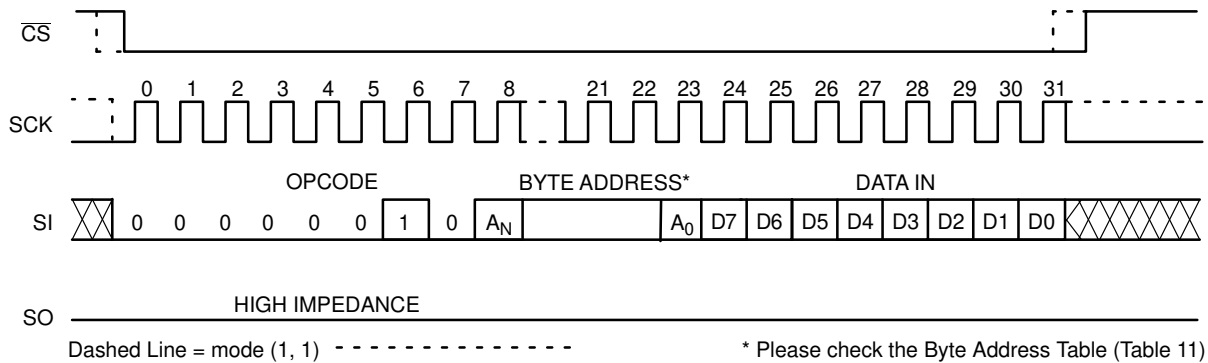 CS
0 1 2 3 4 5 6 7 8 21 22 23 24 25 26 27 28 29 30 31
SCK
OPCODE BYTE ADDRESS* DATA IN
SI 0 0 0 0 0 0 1 0 AN A0 D7 D6 D5 D4 D3 D2 D1 D0
HIGH IMPEDANCE
SO
Dashed Line = mode (1, 1) * Please check the Byte Address Table (Table 11)